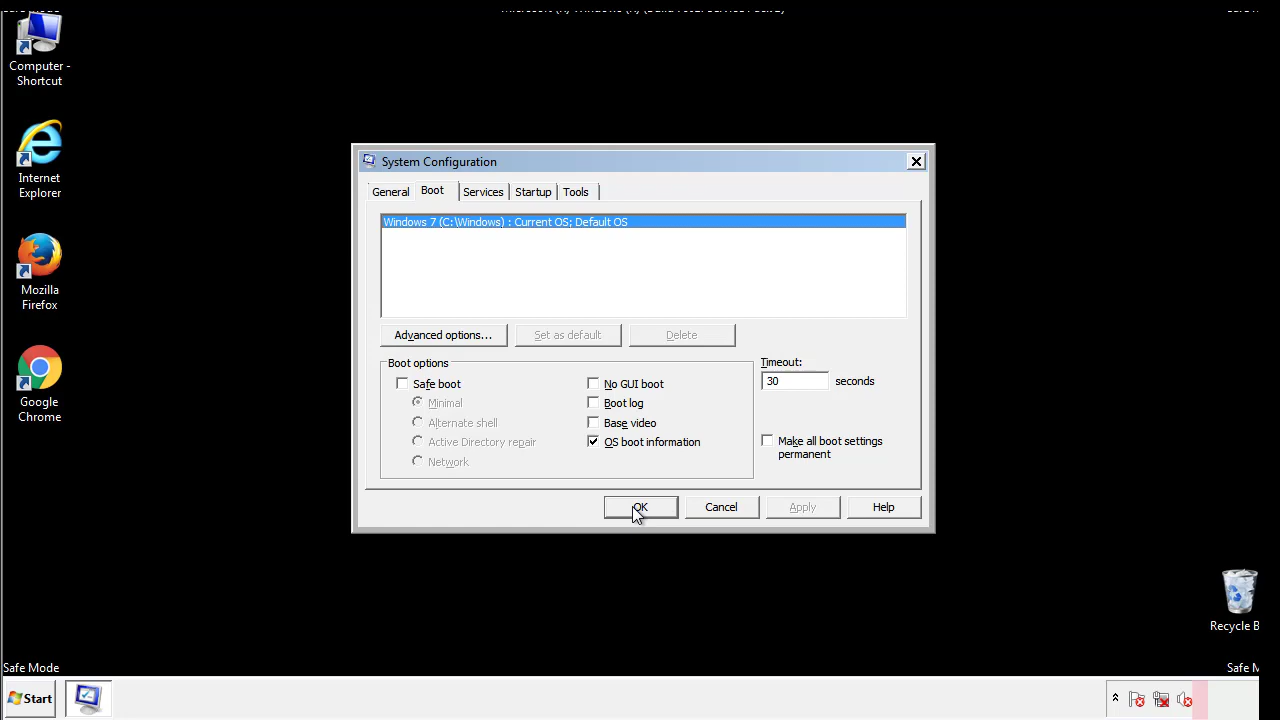 Computer -
Shortcut
Internet
Explorer
Mozilla
Firefox
Google
Chrome
System Configuration
General Boot Services Startup Tools
Windows 7 (C:\Windows) : Current OS; Default OS
Advanced options... Set as default Delete
Boot options
Timeout:
Safe boot No GUI boot
30 seconds
Minimal Boot log
Alternate shell Base video
Active Directory repair OS boot information
Make all boot settings
permanent
Network
OK Cancel Apply Help
Recycle B
Safe Mode Safe M
Start